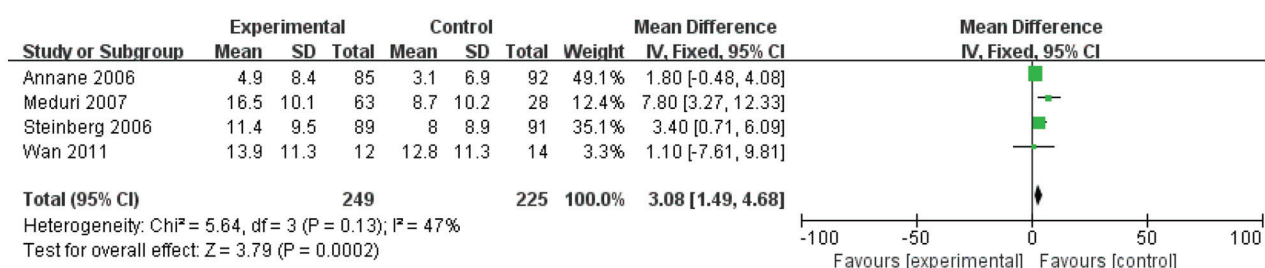 Experimental Control Mean Difference Mean Difference
Study or Subgroup Mean SD Total Mean SD Total Weight IV, Fixed, 95% CI IV, Fixed, 95% CI
Annane 2006 4.9 8.4 85 3.1 6.9 92 49.1% 1.80 [-0.48, 4.08]
Meduri 2007 16.5 10.1 63 8.7 10.2 28 12.4% 7.80 [3.27, 12.33]
Steinberg 2006 11.4 9.5 89 8 8.9 91 35.1% 3.40 [0.71, 6.09]
Wan 2011 13.9 11.3 12 12.8 11.3 14 3.3% 1.10 [-7.61, 9.81]
Total (95% CI) 249 225 100.0% 3.08 [1.49, 4.68]
Heterogeneity: Chi² = 5.64, df = 3 (P = 0.13); I² = 47%
Test for overall effect: Z = 3.79 (P = 0.0002)
-100 -50 0 50 100
Favours [experimental] Favours [control]